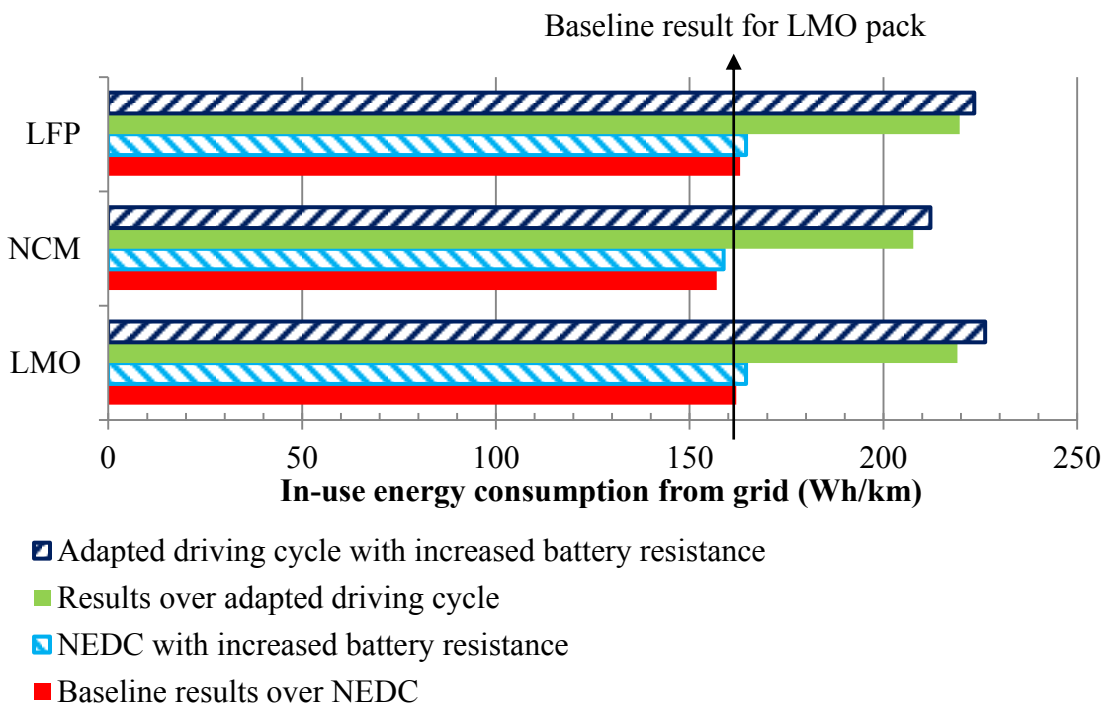 Baseline result for LMO pack
LFP
NCM
LMO
0 50 100 150 200 250
In-use energy consumption from grid (Wh/km)
Adapted driving cycle with increased battery resistance
Results over adapted driving cycle
NEDC with increased battery resistance
Baseline results over NEDC